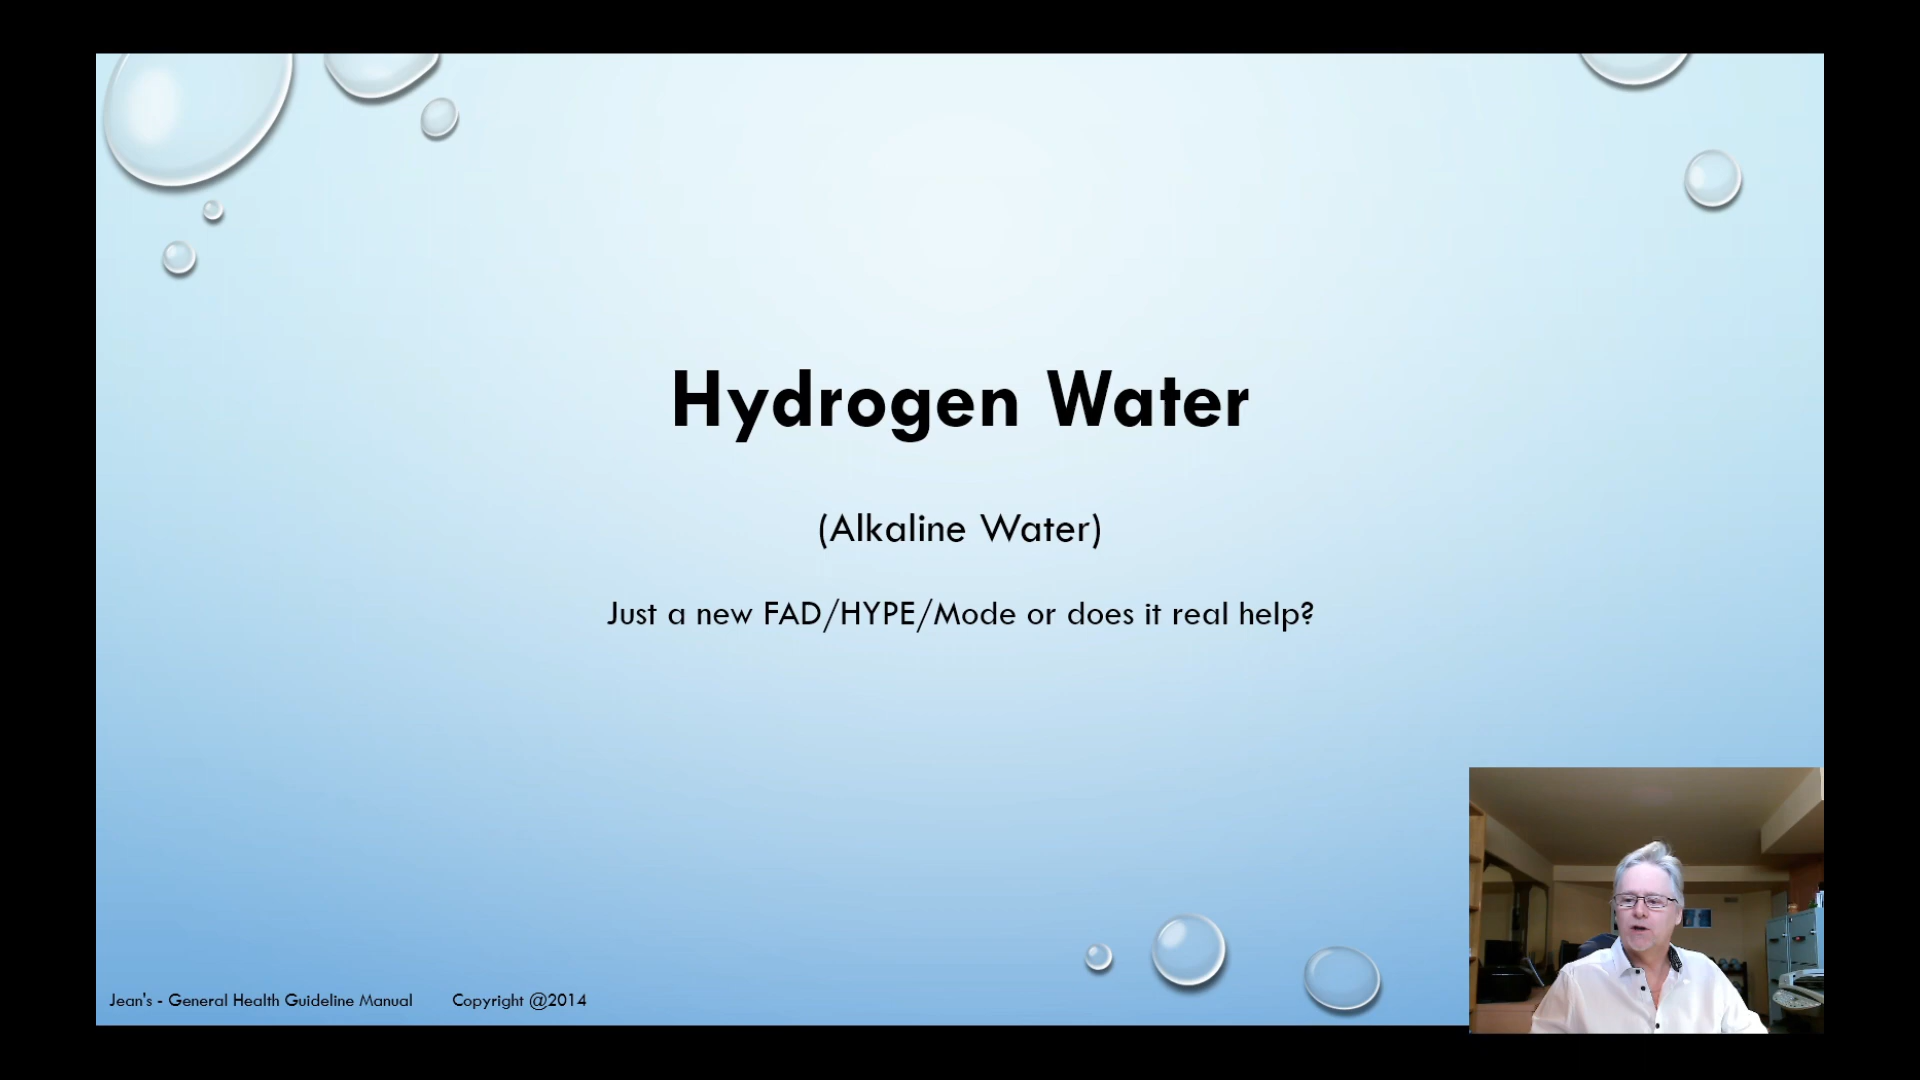 Hydrogen Water
(Alkaline Water)
Just a new FAD/HYPE/Mode or does it real help?
Jean's - General Health Guideline Manual Copyright @2014